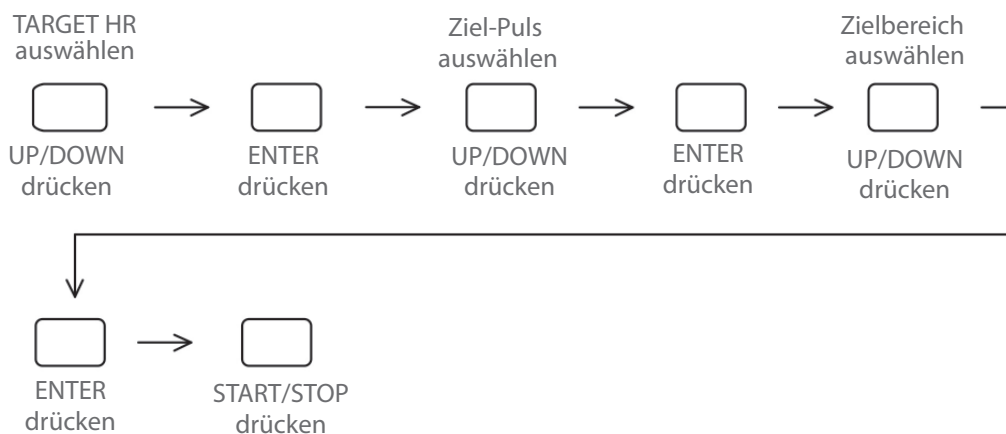 TARGET HR
auswählen
Ziel-Puls
auswählen
Zielbereich
auswählen
UP/DOWN
drücken
ENTER
drücken
UP/DOWN
drücken
ENTER
drücken
UP/DOWN
drücken
ENTER
drücken
START/STOP
drücken